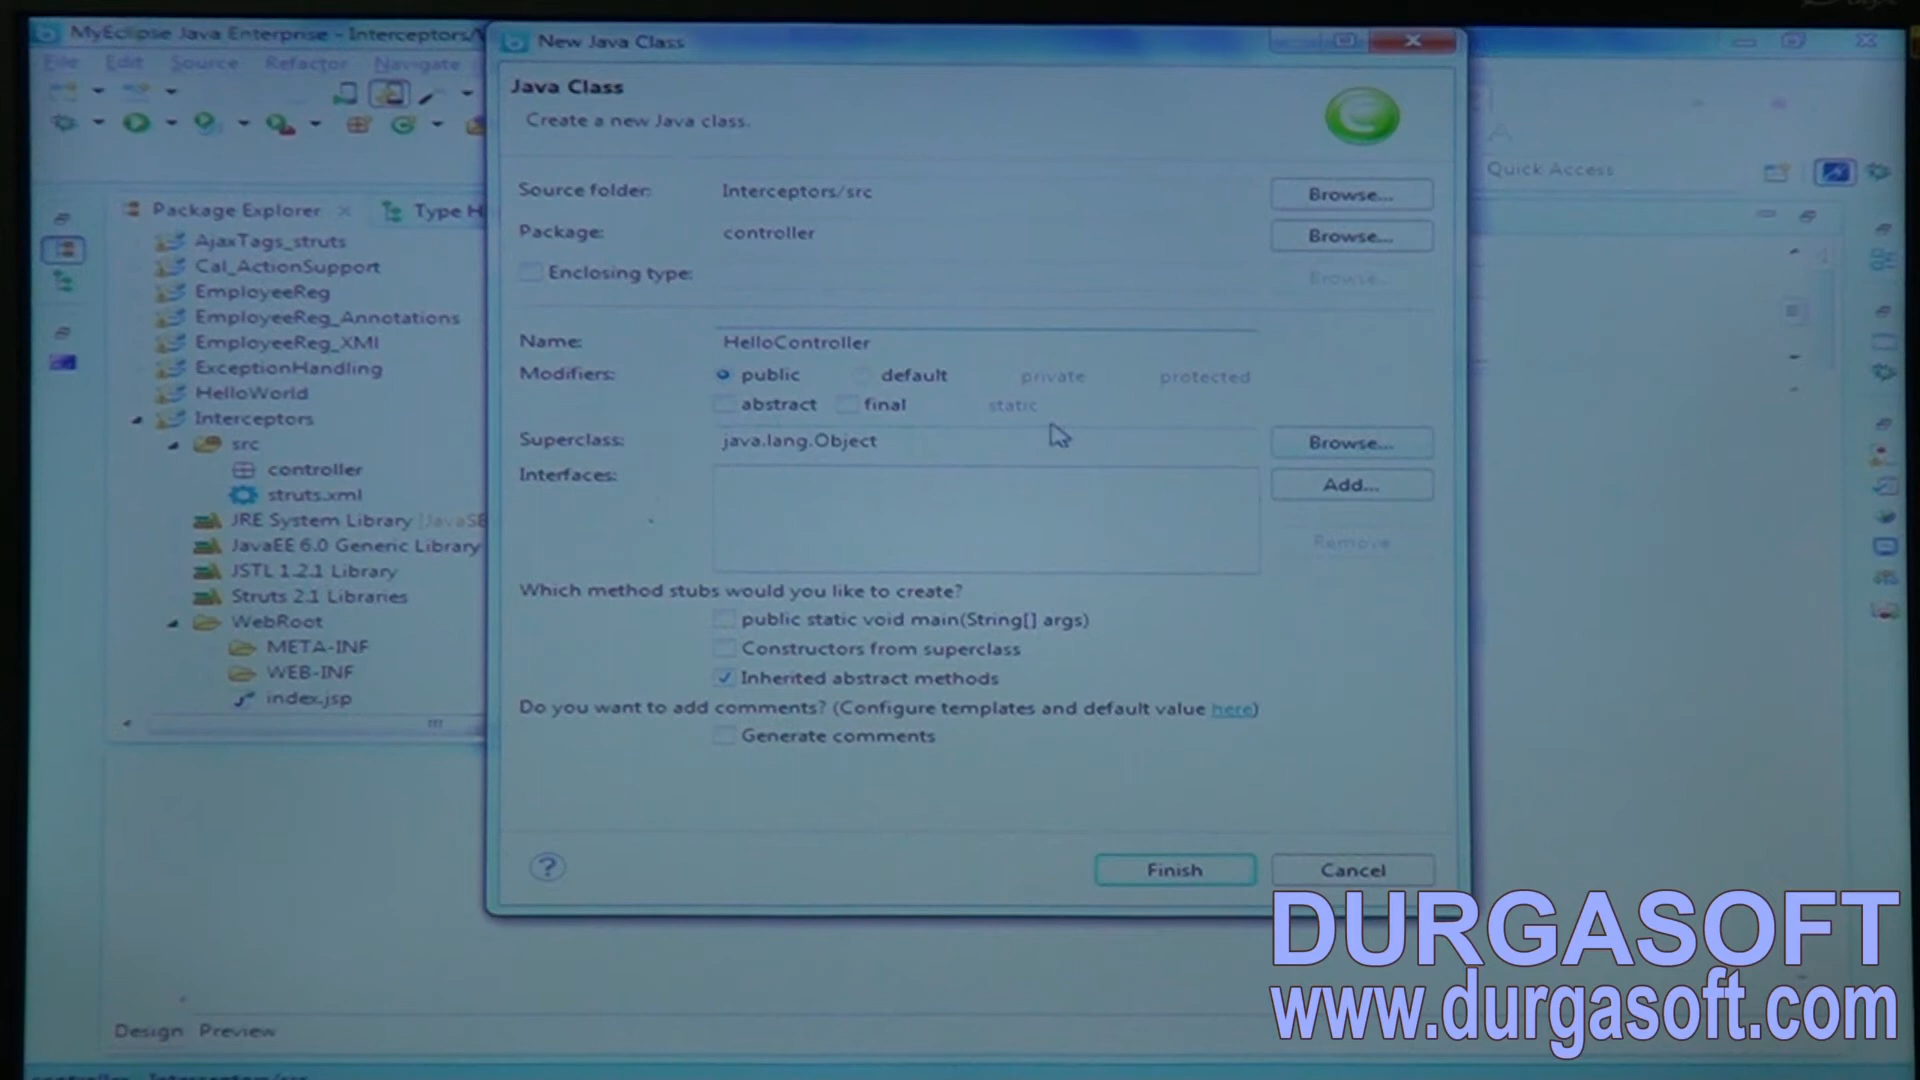 MyEclipse Java Enterprise - Interceptors/
File Edit Source Refactor Navigate
Package Explorer
Type H
AjaxTags_struts
Cal_ActionSupport
EmployeeReg
EmployeeReg_Annotations
EmployeeReg_XMl
ExceptionHandling
HelloWorld
Interceptors
src
controller
struts.xml
JRE System Library [JavaSE
JavaEE 6.0 Generic Library
JSTL 1.2.1 Library
Struts 2.1 Libraries
WebRoot
META-INF
WEB-INF
index.jsp
Design Preview
New Java Class
Java Class
Create a new Java class.
Source folder: Interceptors/src Browse...
Package: controller Browse...
Enclosing type: Browse...
Name: HelloController
Modifiers: public default private protected
abstract final static
Superclass: java.lang.Object Browse...
Interfaces: Add...
Remove
Which method stubs would you like to create?
public static void main(String[] args)
Constructors from superclass
Inherited abstract methods
Do you want to add comments? (Configure templates and default value here)
Generate comments
? Finish Cancel
Quick Access
DURGASOFT
www.durgasoft.com